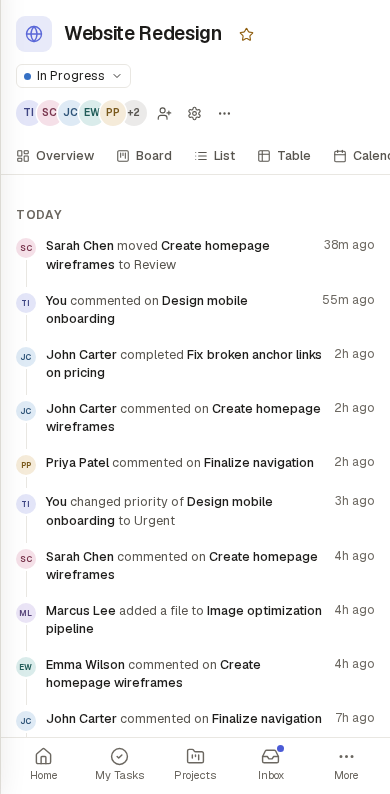 Website Redesign
In Progress
TI SC JC EW PP +2
Overview Board List Table Calend
TODAY
SC Sarah Chen moved Create homepage 38m ago
wireframes to Review
TI You commented on Design mobile 55m ago
onboarding
JC John Carter completed Fix broken anchor links 2h ago
on pricing
JC John Carter commented on Create homepage 2h ago
wireframes
PP Priya Patel commented on Finalize navigation 2h ago
TI You changed priority of Design mobile 3h ago
onboarding to Urgent
SC Sarah Chen commented on Create homepage 4h ago
wireframes
ML Marcus Lee added a file to Image optimization 4h ago
pipeline
EW Emma Wilson commented on Create 4h ago
homepage wireframes
JC John Carter commented on Finalize navigation 7h ago
Home My Tasks Projects Inbox More